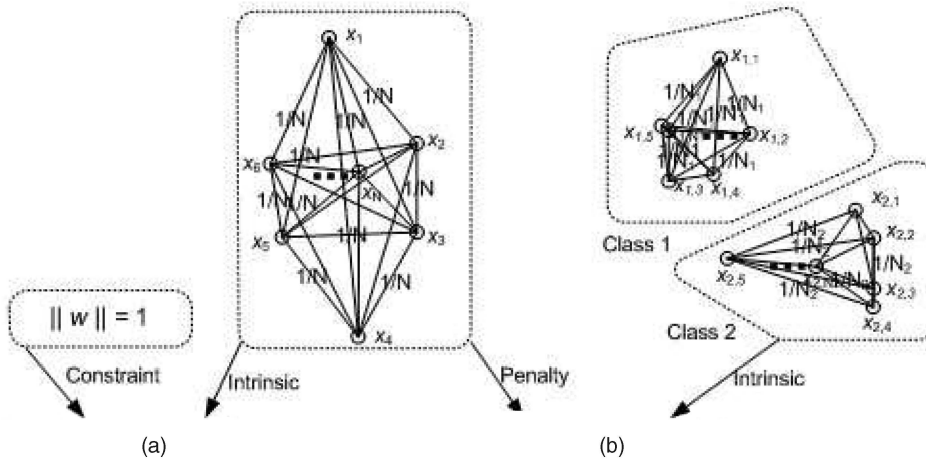 x1
1/N
1/N
1/N
1/N
x2
x6
xN
1/N
1/N
1/N
x5
1/N
x3
1/N
1/N
x4
|| w || = 1
Constraint
Intrinsic
Penalty
(a)
x1,1
1/N
1/N1
1/N
1/N
x1,5
x1,2
1/N1
1/N1
x1,3
x1,4
Class 1
x2,1
1/N2
x2,2
1/N
x2,5
1/N2
1/N2
x2,3
x2,4
Class 2
Intrinsic
(b)